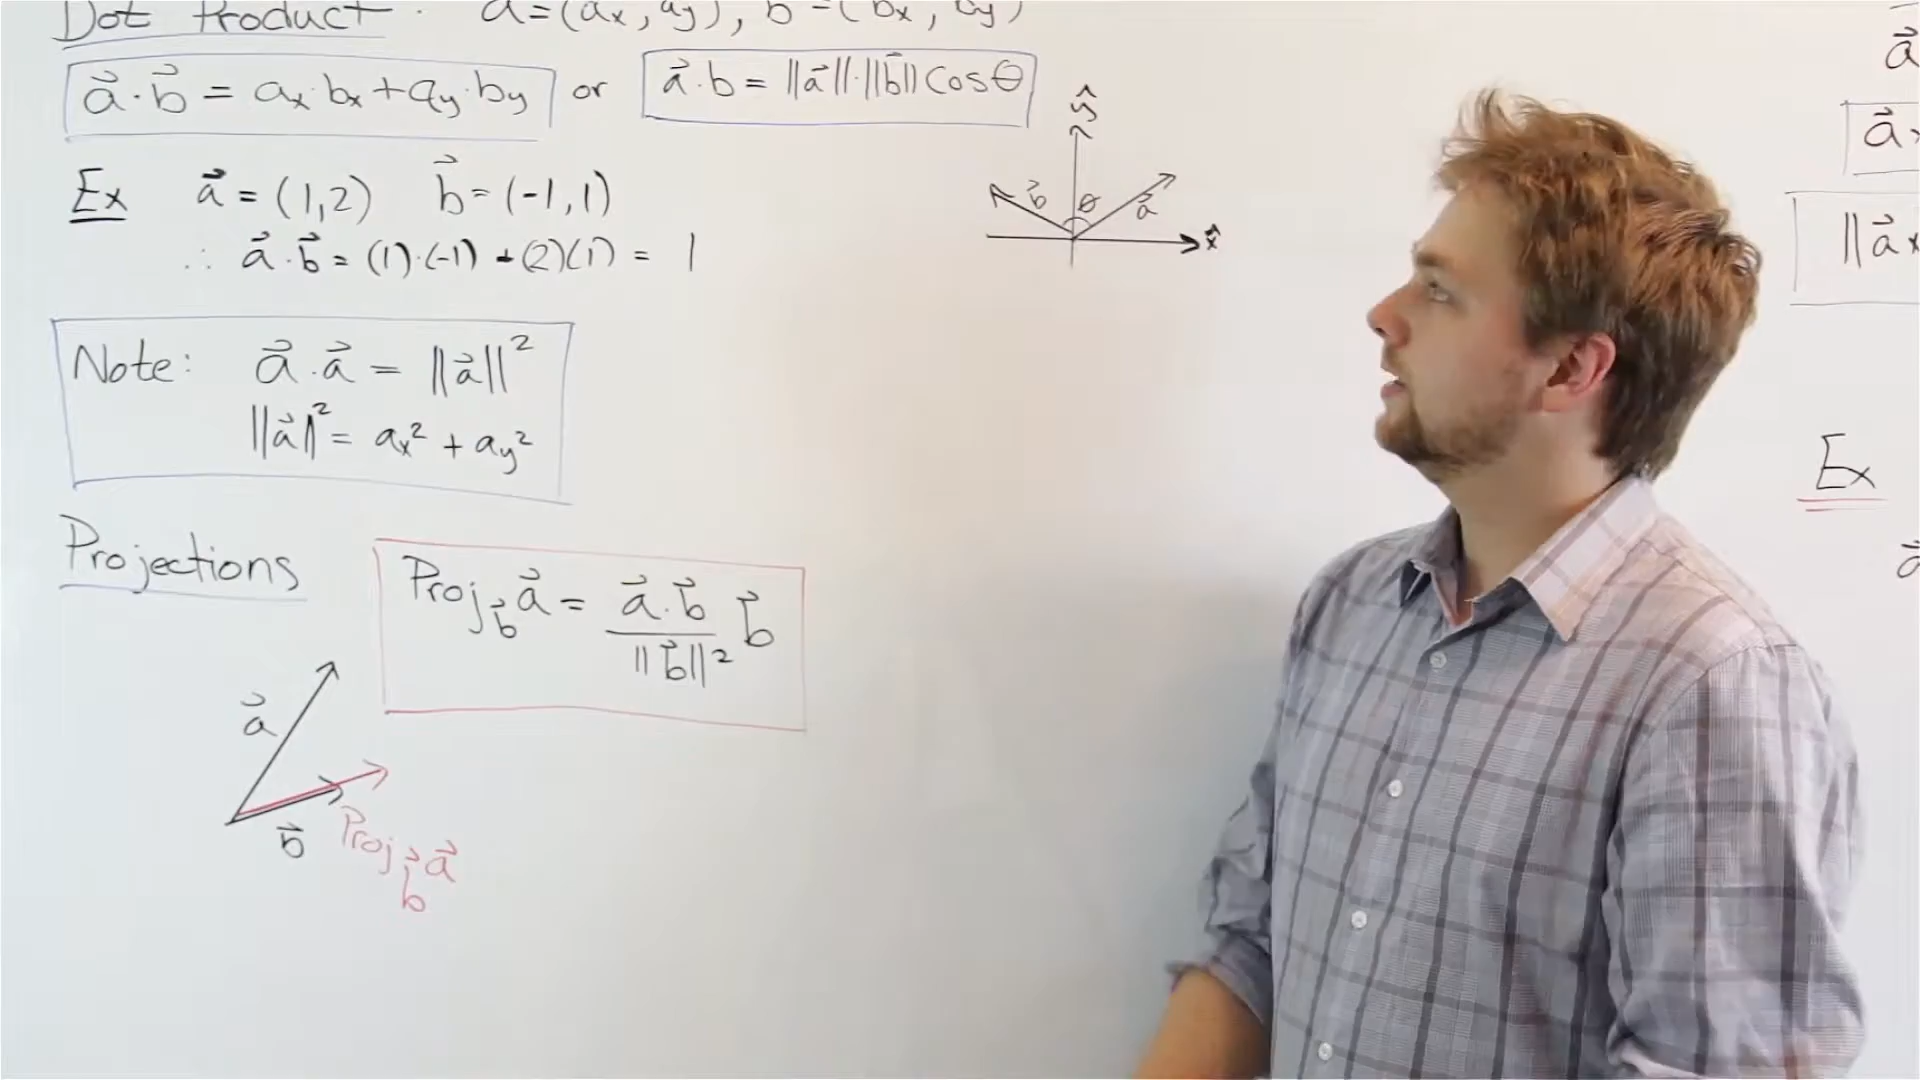 Dot Product : a=(ax, ay), b=(bx, by)
a⃗·b⃗ = ax·bx+ay·by or a⃗·b = ||a⃗||·||b⃗||Cosθ
Ex a⃗ = (1,2) b⃗ = (-1,1)
∴ a⃗·b⃗ = (1)·(-1) + (2)(1) = 1
ŷ
b⃗ θ a⃗
x̂
Note: a⃗·a⃗ = ||a⃗||²
||a⃗||² = ax² + ay²
Projections
Proj_b⃗ a⃗ = a⃗·b⃗ / ||b⃗||² b⃗
a⃗
b⃗
Proj_b⃗ a⃗
a⃗
a⃗x
||a⃗x
Ex
a⃗